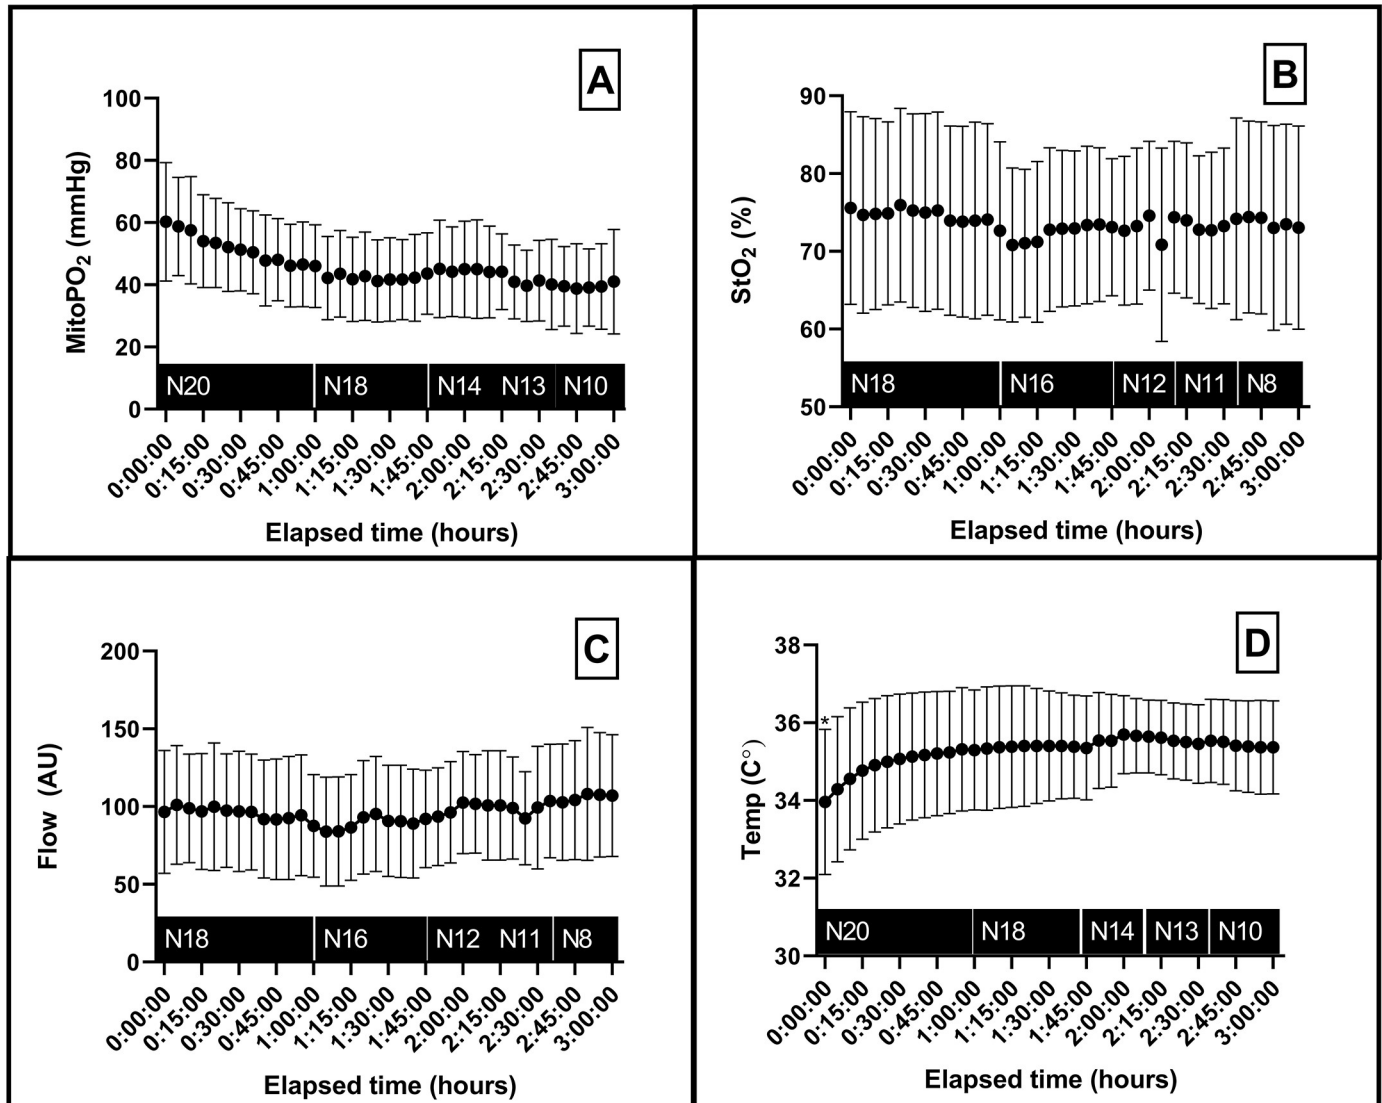 A
MitoPO2 (mmHg)
100
80
60
40
20
0
N20 N18 N14 N13 N10
0:00:00 0:15:00 0:30:00 0:45:00 1:00:00 1:15:00 1:30:00 1:45:00 2:00:00 2:15:00 2:30:00 2:45:00 3:00:00
Elapsed time (hours)
B
StO2 (%)
90
80
70
60
50
N18 N16 N12 N11 N8
0:00:00 0:15:00 0:30:00 0:45:00 1:00:00 1:15:00 1:30:00 1:45:00 2:00:00 2:15:00 2:30:00 2:45:00 3:00:00
Elapsed time (hours)
C
Flow (AU)
200
150
100
50
0
N18 N16 N12 N11 N8
0:00:00 0:15:00 0:30:00 0:45:00 1:00:00 1:15:00 1:30:00 1:45:00 2:00:00 2:15:00 2:30:00 2:45:00 3:00:00
Elapsed time (hours)
D
Temp (C°)
38
36
34
32
30
*
N20 N18 N14 N13 N10
0:00:00 0:15:00 0:30:00 0:45:00 1:00:00 1:15:00 1:30:00 1:45:00 2:00:00 2:15:00 2:30:00 2:45:00 3:00:00
Elapsed time (hours)